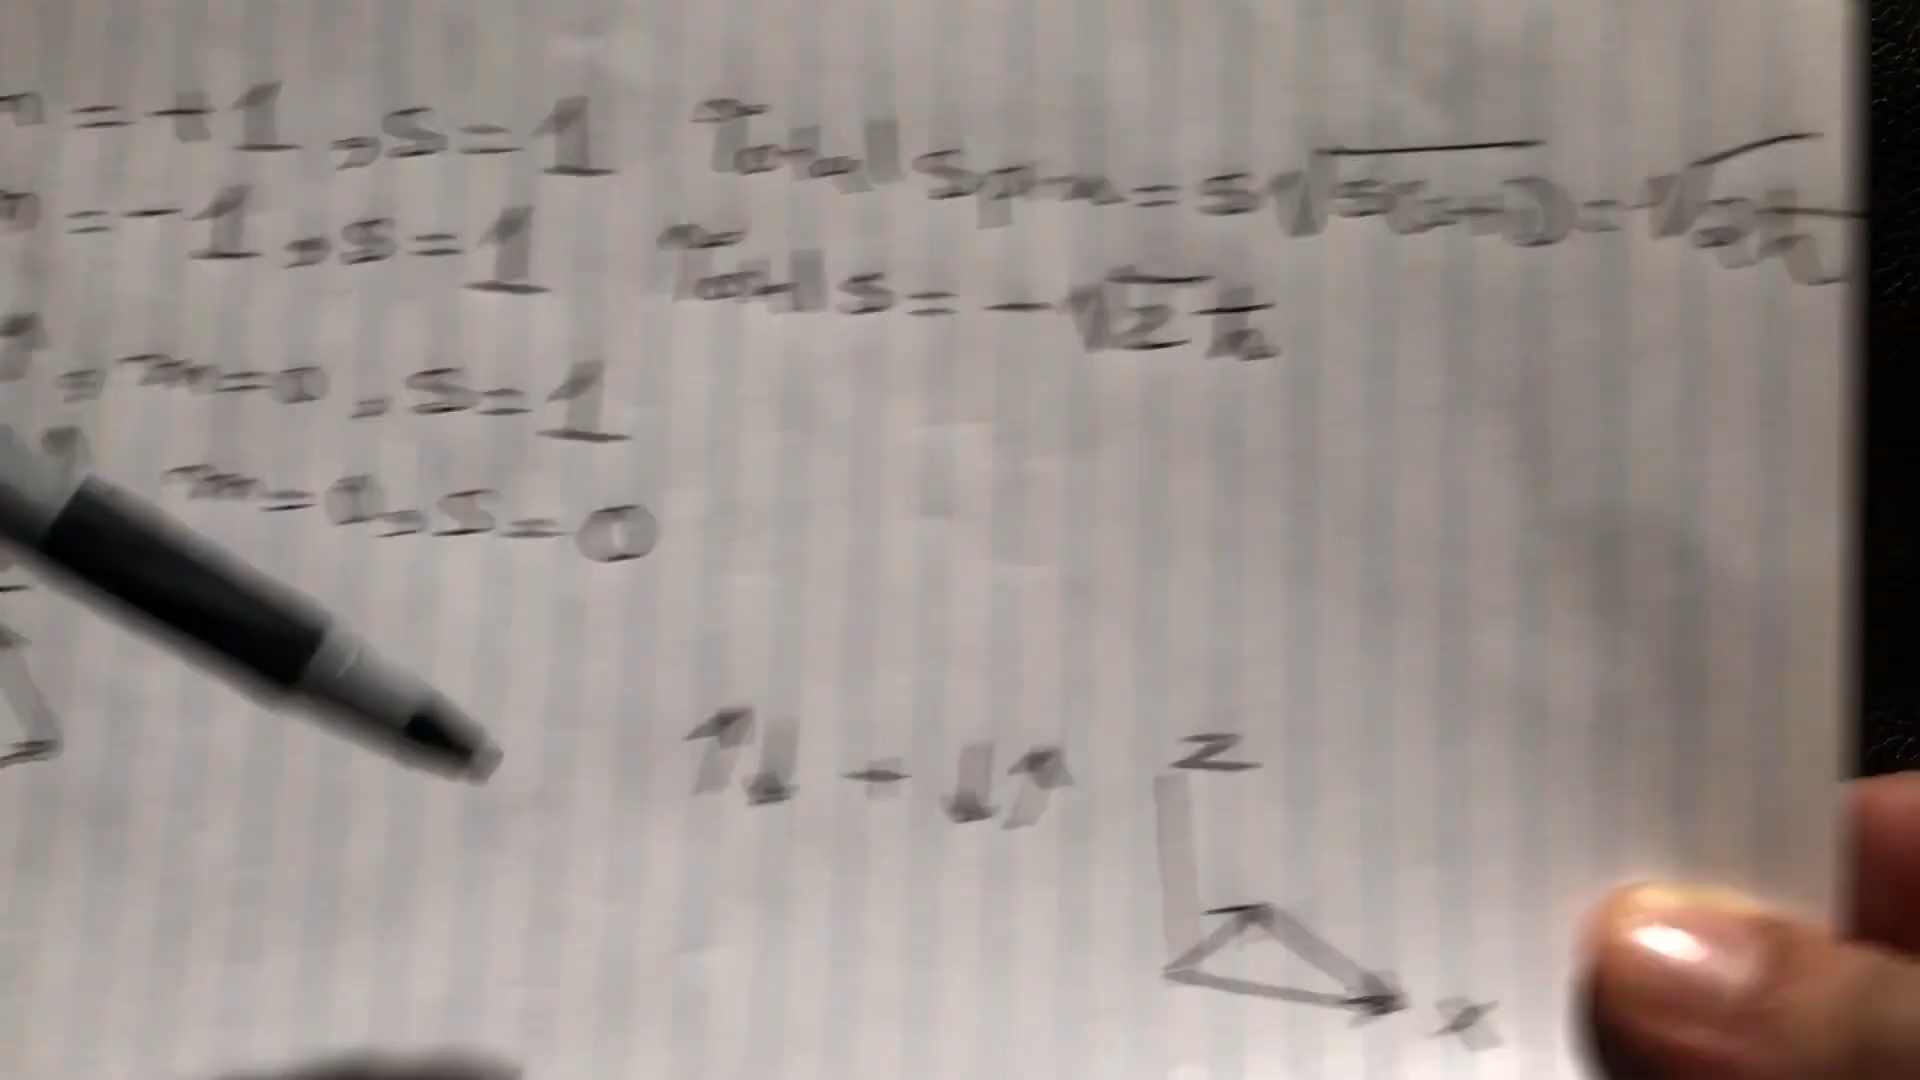 m = +1, S = 1 Total Spin = s√s(s+1) = √2 ħ
m = -1, S = 1 Total S = -√2 ħ
↑, m = 0, S = 1
m = 0, S = 0
↑↓ + ↓↑ Z
x